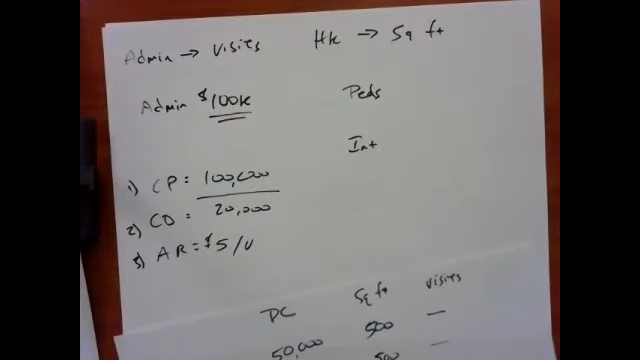 Admin → Visits    Hk → Sq ft
Admin $100K    Peds
Int
1) CP = 100,000
2) CD = 20,000
3) AR = $5/V
DC    Sq ft    Visits
50,000    500    —
500    —